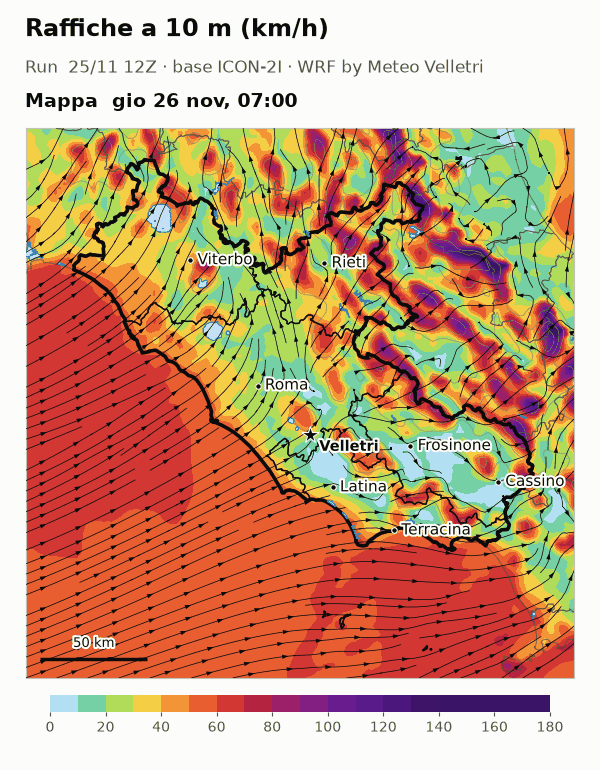 Raffiche a 10 m (km/h)
Run 25/11 12Z · base ICON-2I · WRF by Meteo Velletri
Mappa gio 26 nov, 07:00
Viterbo
Rieti
Roma
Velletri
Frosinone
Latina
Cassino
Terracina
50 km
0 20 40 60 80 100 120 140 160 180